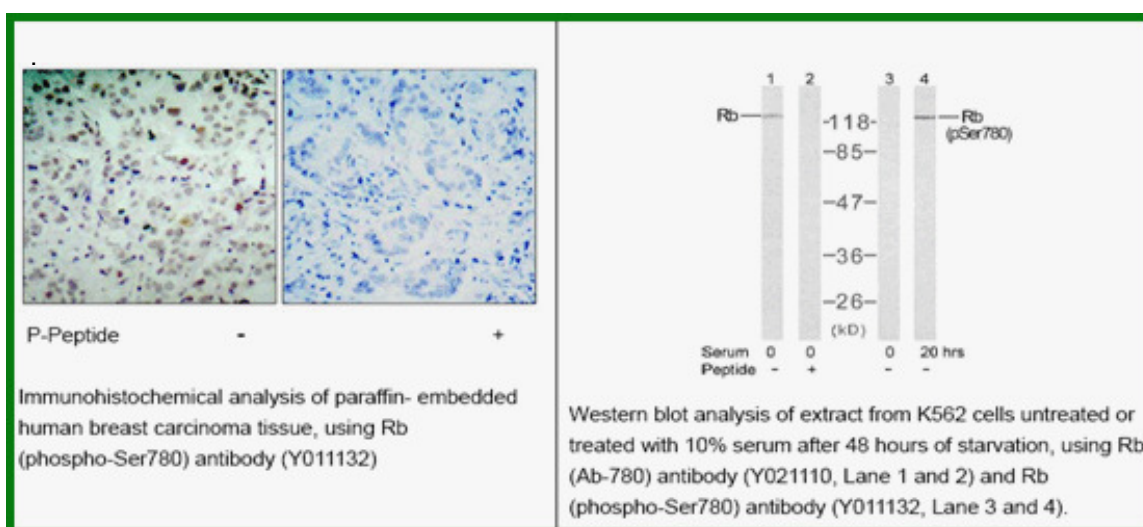 P-Peptide - +
Immunohistochemical analysis of paraffin- embedded
human breast carcinoma tissue, using Rb
(phospho-Ser780) antibody (Y011132)
1 2 3 4
Rb
118
85
47
36
26
(kD)
Rb
(pSer780)
Serum 0 0 0 20 hrs
Peptide - + - -
Western blot analysis of extract from K562 cells untreated or
treated with 10% serum after 48 hours of starvation, using Rb
(Ab-780) antibody (Y021110, Lane 1 and 2) and Rb
(phospho-Ser780) antibody (Y011132, Lane 3 and 4).